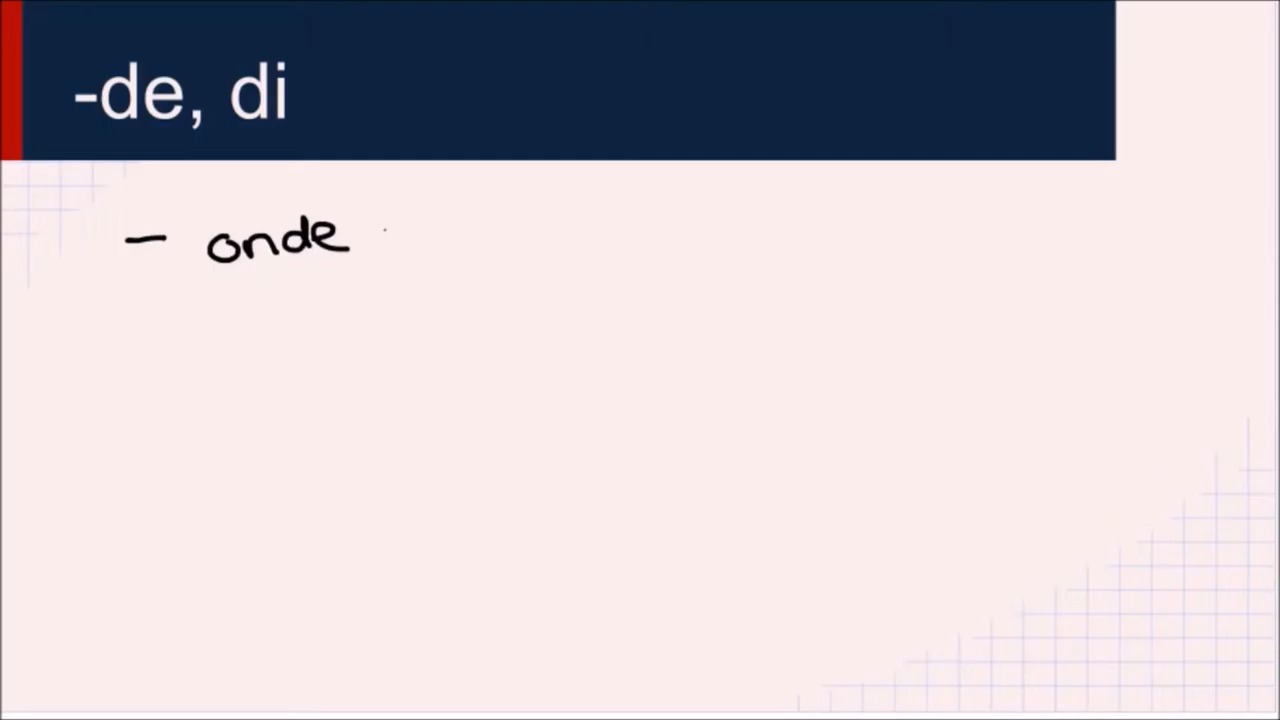 -de, di
- onde